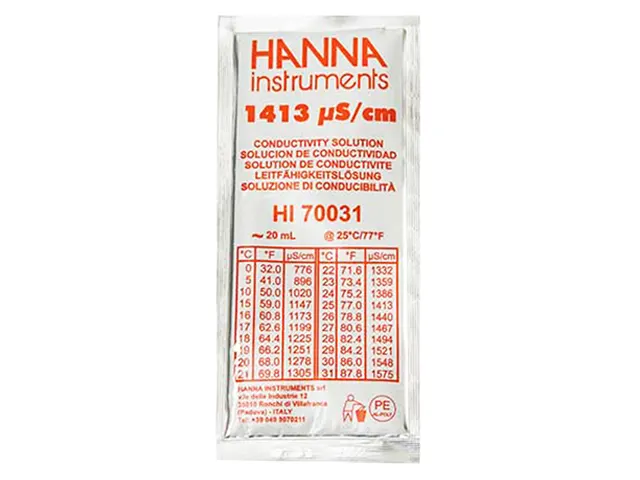 HANNA
instruments
1413 µS/cm
CONDUCTIVITY SOLUTION
SOLUCION DE CONDUCTIVIDAD
SOLUTION DE CONDUCTIVITE
LEITFÄHIGKEITSLÖSUNG
SOLUZIONE DI CONDUCIBILITÀ
HI 70031
~ 20 mL @ 25°C/77°F
°C °F µS/cm °C °F µS/cm
0 32.0 776 22 71.6 1332
5 41.0 896 23 73.4 1359
10 50.0 1020 24 75.2 1386
15 59.0 1147 25 77.0 1413
16 60.8 1173 26 78.8 1440
17 62.6 1199 27 80.6 1467
18 64.4 1225 28 82.4 1494
19 66.2 1251 29 84.2 1521
20 68.0 1278 30 86.0 1548
21 69.8 1305 31 87.8 1575
HANNA INSTRUMENTS srl
viale delle Industrie 12
35010 Ronchi di Villafranca
(Padova) - ITALY
Tel: +39 049 9070211
PE
AL-POLY